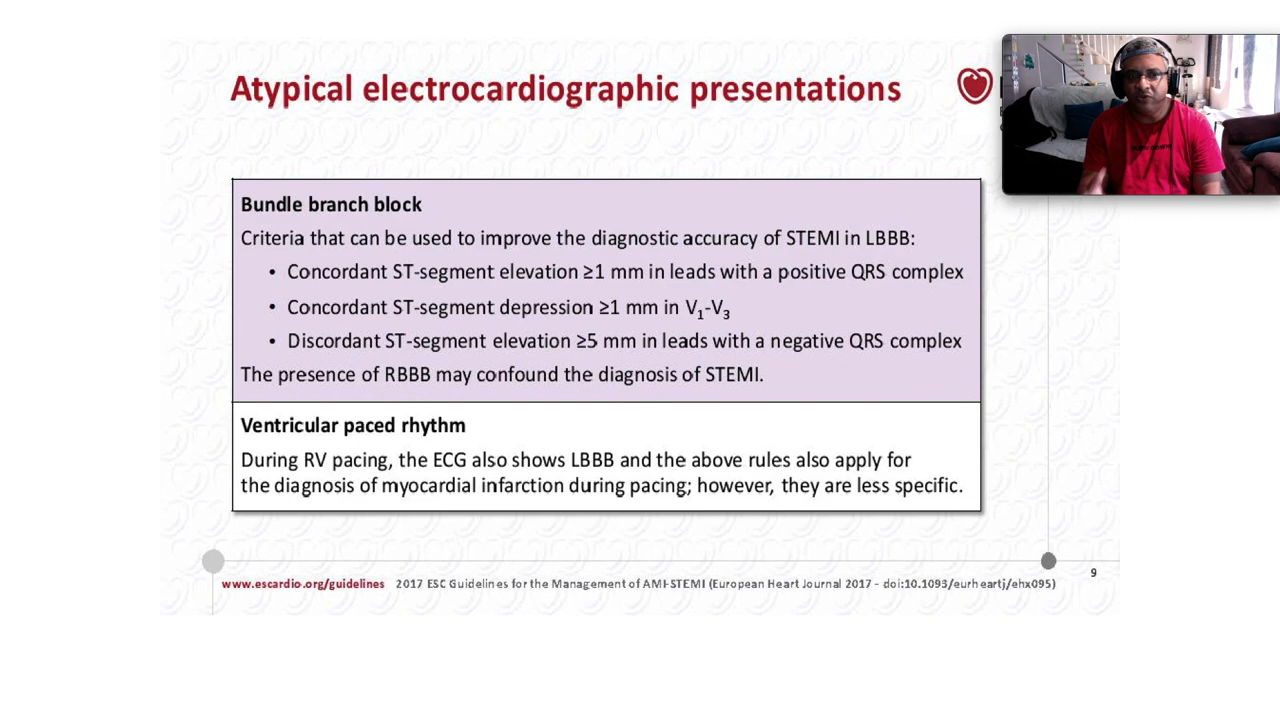 Atypical electrocardiographic presentations
Bundle branch block
Criteria that can be used to improve the diagnostic accuracy of STEMI in LBBB:
• Concordant ST-segment elevation ≥1 mm in leads with a positive QRS complex
• Concordant ST-segment depression ≥1 mm in V₁-V₃
• Discordant ST-segment elevation ≥5 mm in leads with a negative QRS complex
The presence of RBBB may confound the diagnosis of STEMI.
Ventricular paced rhythm
During RV pacing, the ECG also shows LBBB and the above rules also apply for
the diagnosis of myocardial infarction during pacing; however, they are less specific.
9
www.escardio.org/guidelines 2017 ESC Guidelines for the Management of AMI-STEMI (European Heart Journal 2017 - doi:10.1093/eurheartj/ehx095)